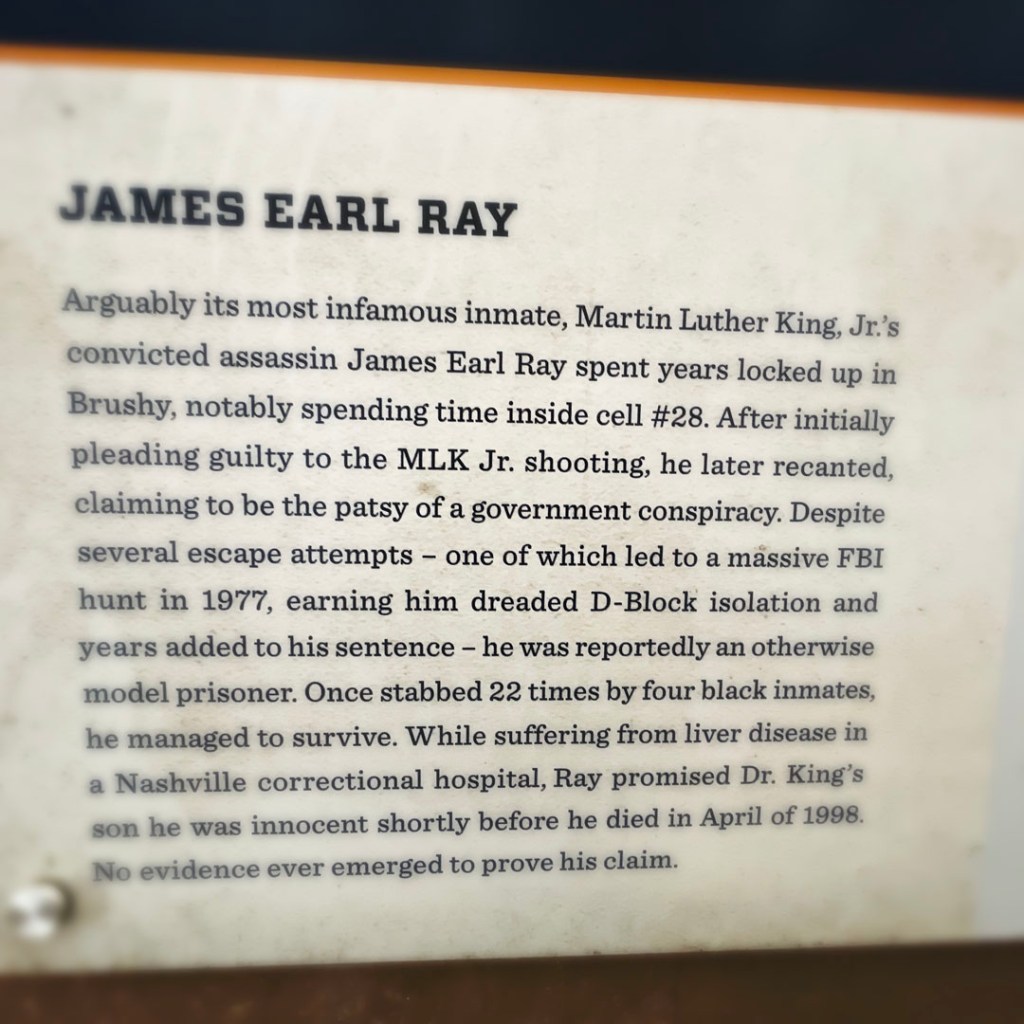 JAMES EARL RAY
Arguably its most infamous inmate, Martin Luther King, Jr.'s
convicted assassin James Earl Ray spent years locked up in
Brushy, notably spending time inside cell #28. After initially
pleading guilty to the MLK Jr. shooting, he later recanted,
claiming to be the patsy of a government conspiracy. Despite
several escape attempts – one of which led to a massive FBI
hunt in 1977, earning him dreaded D-Block isolation and
years added to his sentence – he was reportedly an otherwise
model prisoner. Once stabbed 22 times by four black inmates,
he managed to survive. While suffering from liver disease in
a Nashville correctional hospital, Ray promised Dr. King's
son he was innocent shortly before he died in April of 1998.
No evidence ever emerged to prove his claim.